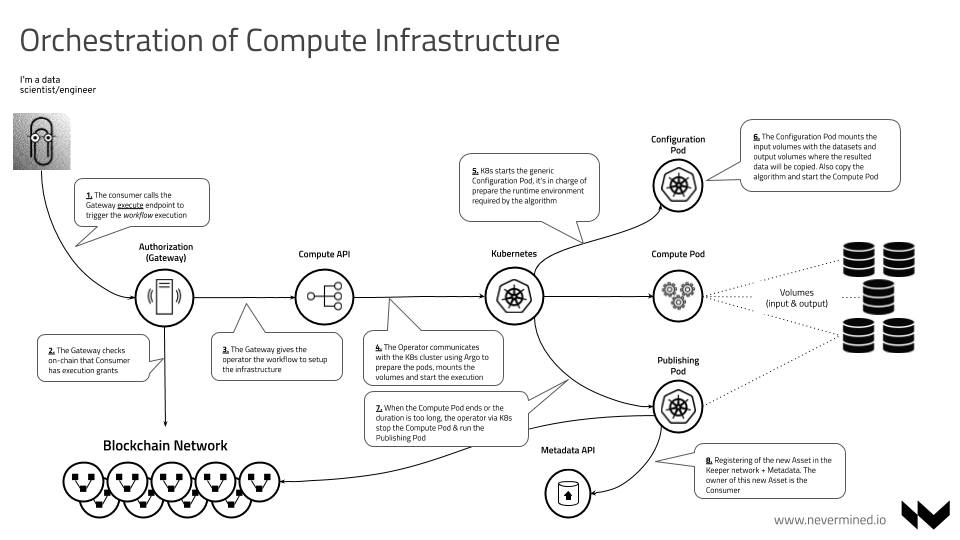 Orchestration of Compute Infrastructure
I'm a data
scientist/engineer
1. The consumer calls the
Gateway execute endpoint to
trigger the workflow execution
Authorization
(Gateway)
2. The Gateway checks
on-chain that Consumer
has execution grants
Compute API
3. The Gateway gives the
operator the workflow to setup
the infrastructure
4. The Operator communicates
with the K8s cluster using Argo to
prepare the pods, mounts the
volumes and start the execution
Kubernetes
5. K8s starts the generic
Configuration Pod, it's in charge of
prepare the runtime environment
required by the algorithm
Configuration
Pod
6. The Configuration Pod mounts the
input volumes with the datasets and
output volumes where the resulted
data will be copied. Also copy the
algorithm and start the Compute Pod
Compute Pod
Volumes
(input & output)
7. When the Compute Pod ends or the
duration is too long, the operator via K8s
stop the Compute Pod & run the
Publishing Pod
Publishing
Pod
Blockchain Network
Metadata API
8. Registering of the new Asset in the
Keeper network + Metadata. The
owner of this new Asset is the
Consumer
www.nevermined.io